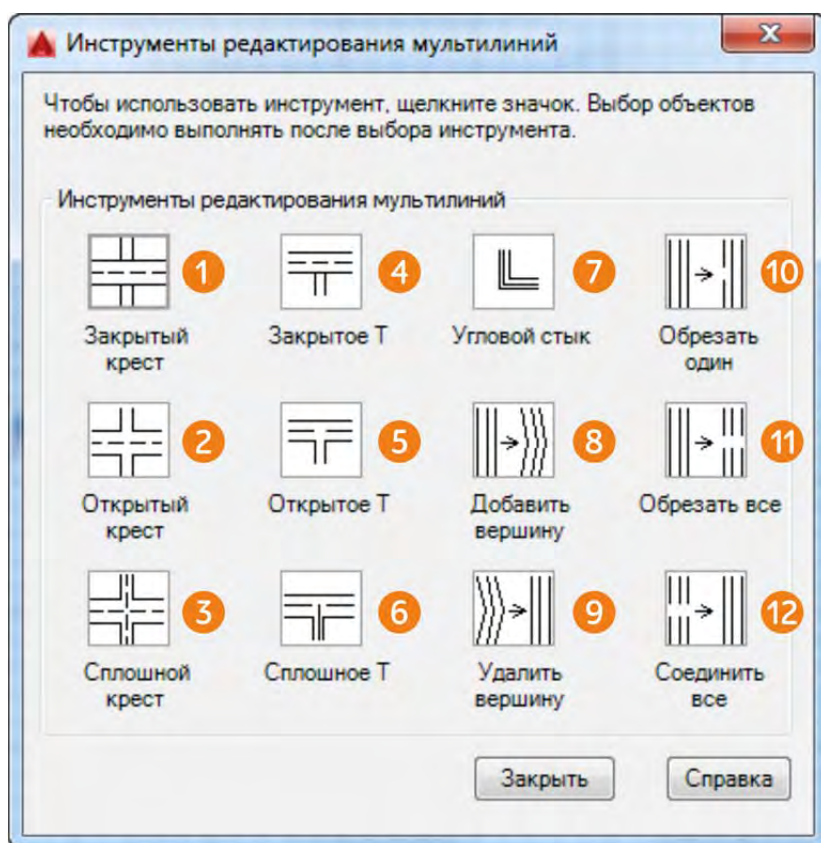 Инструменты редактирования мультилиний
Чтобы использовать инструмент, щелкните значок. Выбор объектов
необходимо выполнять после выбора инструмента.
Инструменты редактирования мультилиний
1 4 7 10
Закрытый Закрытое Т Угловой стык Обрезать
крест один
2 5 8 11
Открытый Открытое Т Добавить Обрезать все
крест вершину
3 6 9 12
Сплошной Сплошное Т Удалить Соединить
крест вершину все
Закрыть Справка